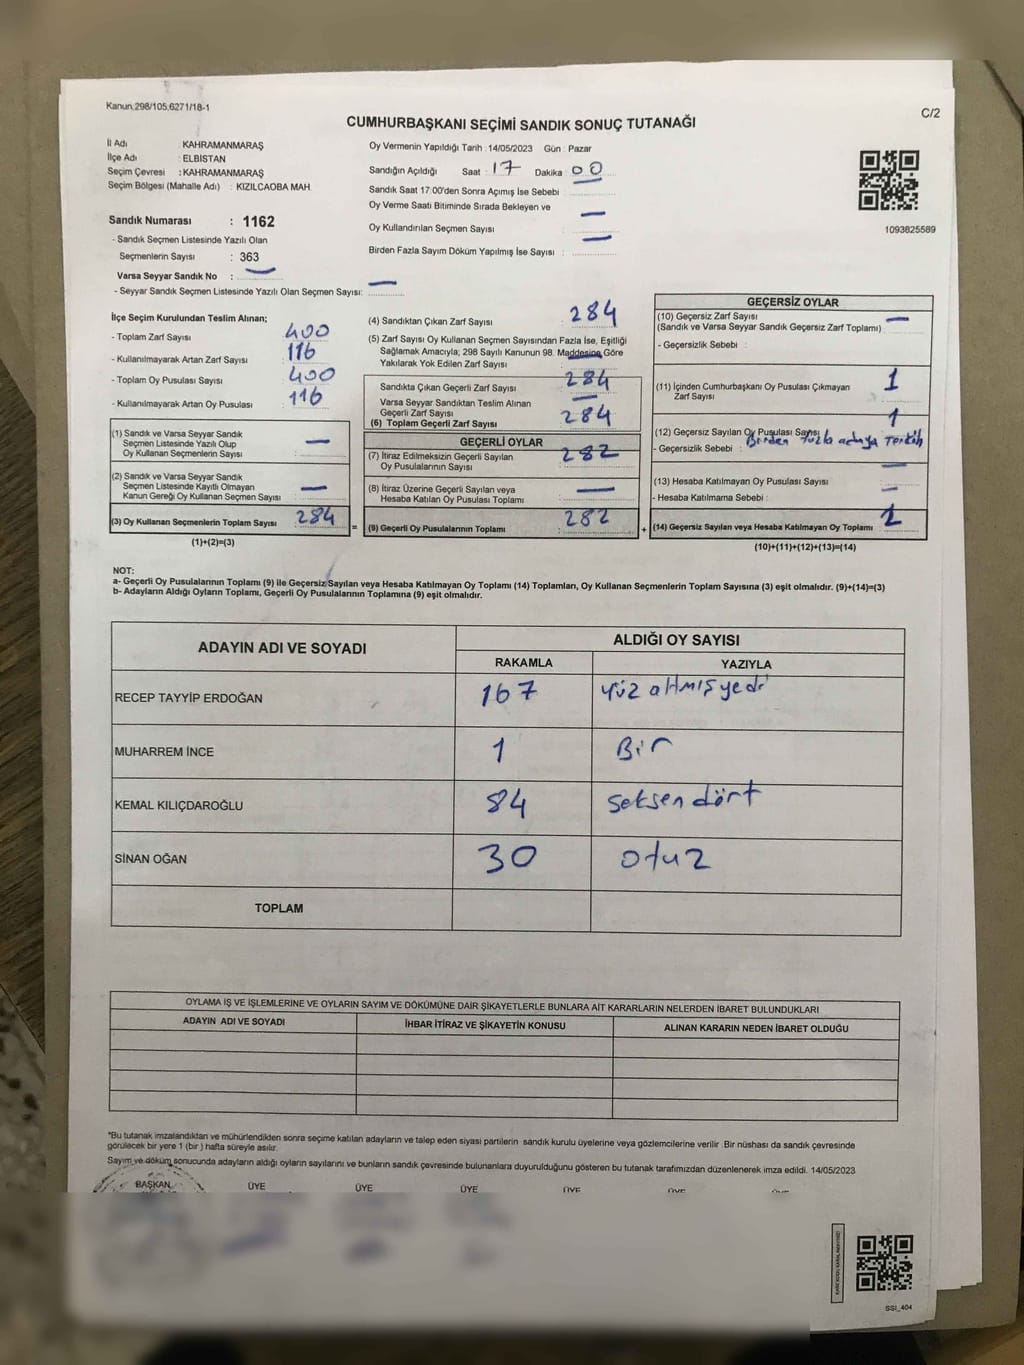 Kanun 298/105,6271/18-1
C/2
CUMHURBAŞKANI SEÇİMİ SANDIK SONUÇ TUTANAĞI
İl Adı : KAHRAMANMARAŞ
İlçe Adı : ELBİSTAN
Seçim Çevresi : KAHRAMANMARAŞ
Seçim Bölgesi (Mahalle Adı) : KIZILCAOBA MAH.
Sandık Numarası : 1162
- Sandık Seçmen Listesinde Yazılı Olan
Seçmenlerin Sayısı : 363
Varsa Seyyar Sandık No : —
- Seyyar Sandık Seçmen Listesinde Yazılı Olan Seçmen Sayısı: —
Oy Vermenin Yapıldığı Tarih : 14/05/2023 Gün : Pazar
Sandığın Açıldığı Saat : 17 Dakika : 00
Sandık Saat 17:00'den Sonra Açımış İse Sebebi :
Oy Verme Saati Bitiminde Sırada Bekleyen ve
Oy Kullandırılan Seçmen Sayısı : —
Birden Fazla Sayım Döküm Yapılmış İse Sayısı : —
1093825589
İlçe Seçim Kurulundan Teslim Alınan;
- Toplam Zarf Sayısı : 400
- Kullanılmayarak Artan Zarf Sayısı : 116
- Toplam Oy Pusulası Sayısı : 400
- Kullanılmayarak Artan Oy Pusulası : 116
(1) Sandık ve Varsa Seyyar Sandık
Seçmen Listesinde Yazılı Olup
Oy Kullanan Seçmenlerin Sayısı : —
(2) Sandık ve Varsa Seyyar Sandık
Seçmen Listesinde Kayıtlı Olmayan
Kanun Gereği Oy Kullanan Seçmen Sayısı : —
(3) Oy Kullanan Seçmenlerin Toplam Sayısı : 284
(1)+(2)=(3)
(4) Sandıktan Çıkan Zarf Sayısı : 284
(5) Zarf Sayısı Oy Kullanan Seçmen Sayısından Fazla İse, Eşitliği
Sağlamak Amacıyla; 298 Sayılı Kanunun 98. Maddesine Göre
Yakılarak Yok Edilen Zarf Sayısı : —
Sandıkta Çıkan Geçerli Zarf Sayısı : 284
Varsa Seyyar Sandıktan Teslim Alınan
Geçerli Zarf Sayısı : —
(6) Toplam Geçerli Zarf Sayısı : 284
GEÇERLİ OYLAR
(7) İtiraz Edilmeksizin Geçerli Sayılan
Oy Pusulalarının Sayısı : 282
(8) İtiraz Üzerine Geçerli Sayılan veya
Hesaba Katılan Oy Pusulası Toplamı : —
= (9) Geçerli Oy Pusulalarının Toplamı : 282
GEÇERSİZ OYLAR
(10) Geçersiz Zarf Sayısı : —
(Sandık ve Varsa Seyyar Sandık Geçersiz Zarf Toplamı)
- Geçersizlik Sebebi :
(11) İçinden Cumhurbaşkanı Oy Pusulası Çıkmayan
Zarf Sayısı : 1
(12) Geçersiz Sayılan Oy Pusulası Sayısı : 1
- Geçersizlik Sebebi : Birden fazla adaya Tercih
(13) Hesaba Katılmayan Oy Pusulası Sayısı : —
- Hesaba Katılmama Sebebi : —
+ (14) Geçersiz Sayılan veya Hesaba Katılmayan Oy Toplamı : 2
(10)+(11)+(12)+(13)=(14)
NOT:
a- Geçerli Oy Pusulalarının Toplamı (9) ile Geçersiz Sayılan veya Hesaba Katılmayan Oy Toplamı (14) Toplamları, Oy Kullanan Seçmenlerin Toplam Sayısına (3) eşit olmalıdır. (9)+(14)=(3)
b- Adayların Aldığı Oyların Toplamı, Geçerli Oy Pusulalarının Toplamına (9) eşit olmalıdır.
ADAYIN ADI VE SOYADI ALDIĞI OY SAYISI
RAKAMLA YAZIYLA
RECEP TAYYİP ERDOĞAN 167 Yüz altmış yedi
MUHARREM İNCE 1 Bir
KEMAL KILIÇDAROĞLU 84 seksen dört
SİNAN OĞAN 30 otuz
TOPLAM
OYLAMA İŞ VE İŞLEMLERİNE VE OYLARIN SAYIM VE DÖKÜMÜNE DAİR ŞİKAYETLERLE BUNLARA AİT KARARLARIN NELERDEN İBARET BULUNDUKLARI
ADAYIN ADI VE SOYADI İHBAR İTİRAZ VE ŞİKAYETİN KONUSU ALINAN KARARIN NEDEN İBARET OLDUĞU
*Bu tutanak imzalandıktan ve mühürlendikten sonra seçime katılan adayların ve talep eden siyasi partilerin sandık kurulu üyelerine veya gözlemcilerine verilir .Bir nüshası da sandık çevresinde
görülecek bir yere 1 (bir ) hafta süreyle asılır.
Sayım ve döküm sonucunda adayların aldığı oyların sayılarını ve bunların sandık çevresinde bulunanlara duyurulduğunu gösteren bu tutanak tarafımızdan düzenlenerek imza edildi. 14/05/2023
BAŞKAN ÜYE ÜYE ÜYE ÜYE ÜYE
SSI_404